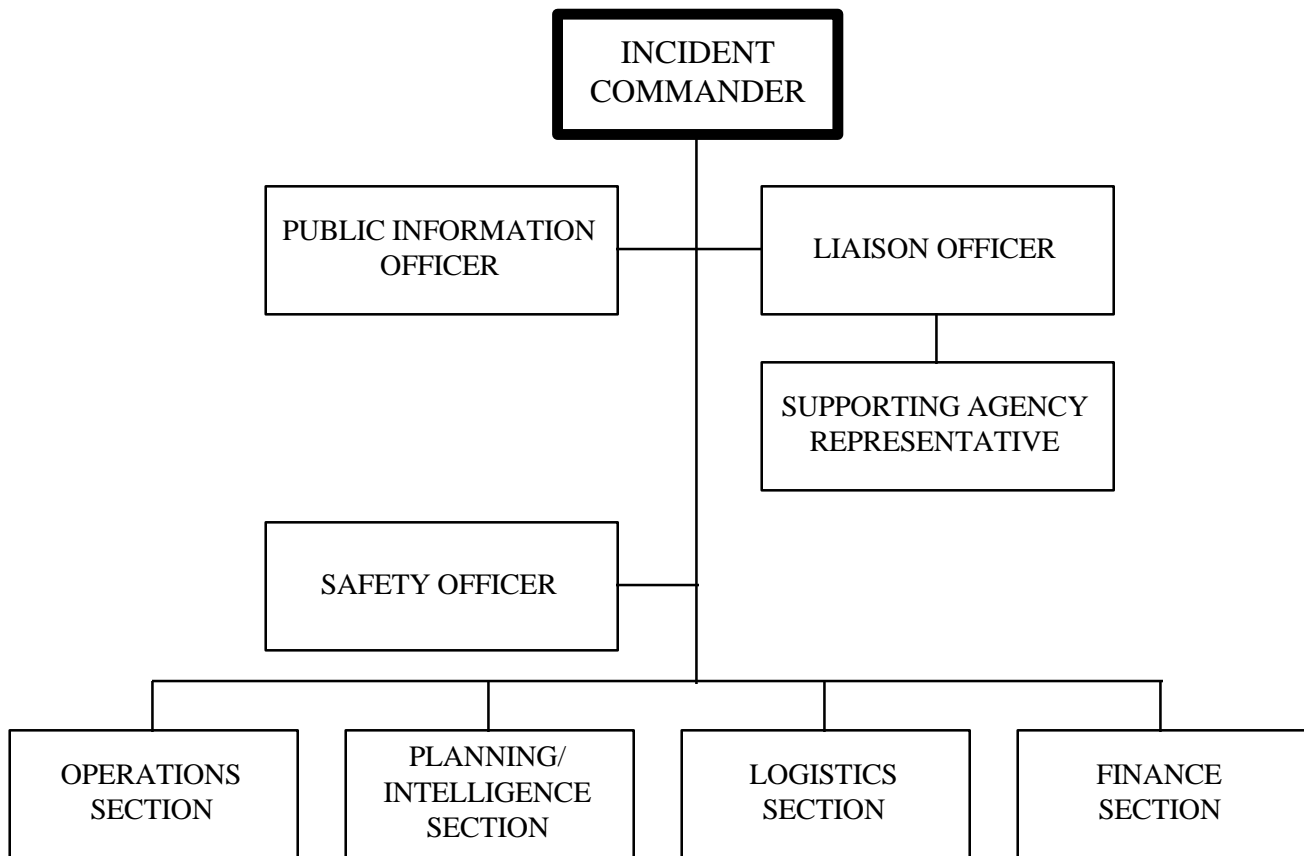 INCIDENT
COMMANDER
PUBLIC INFORMATION
OFFICER
LIAISON OFFICER
SUPPORTING AGENCY
REPRESENTATIVE
SAFETY OFFICER
OPERATIONS
SECTION
PLANNING/
INTELLIGENCE
SECTION
LOGISTICS
SECTION
FINANCE
SECTION